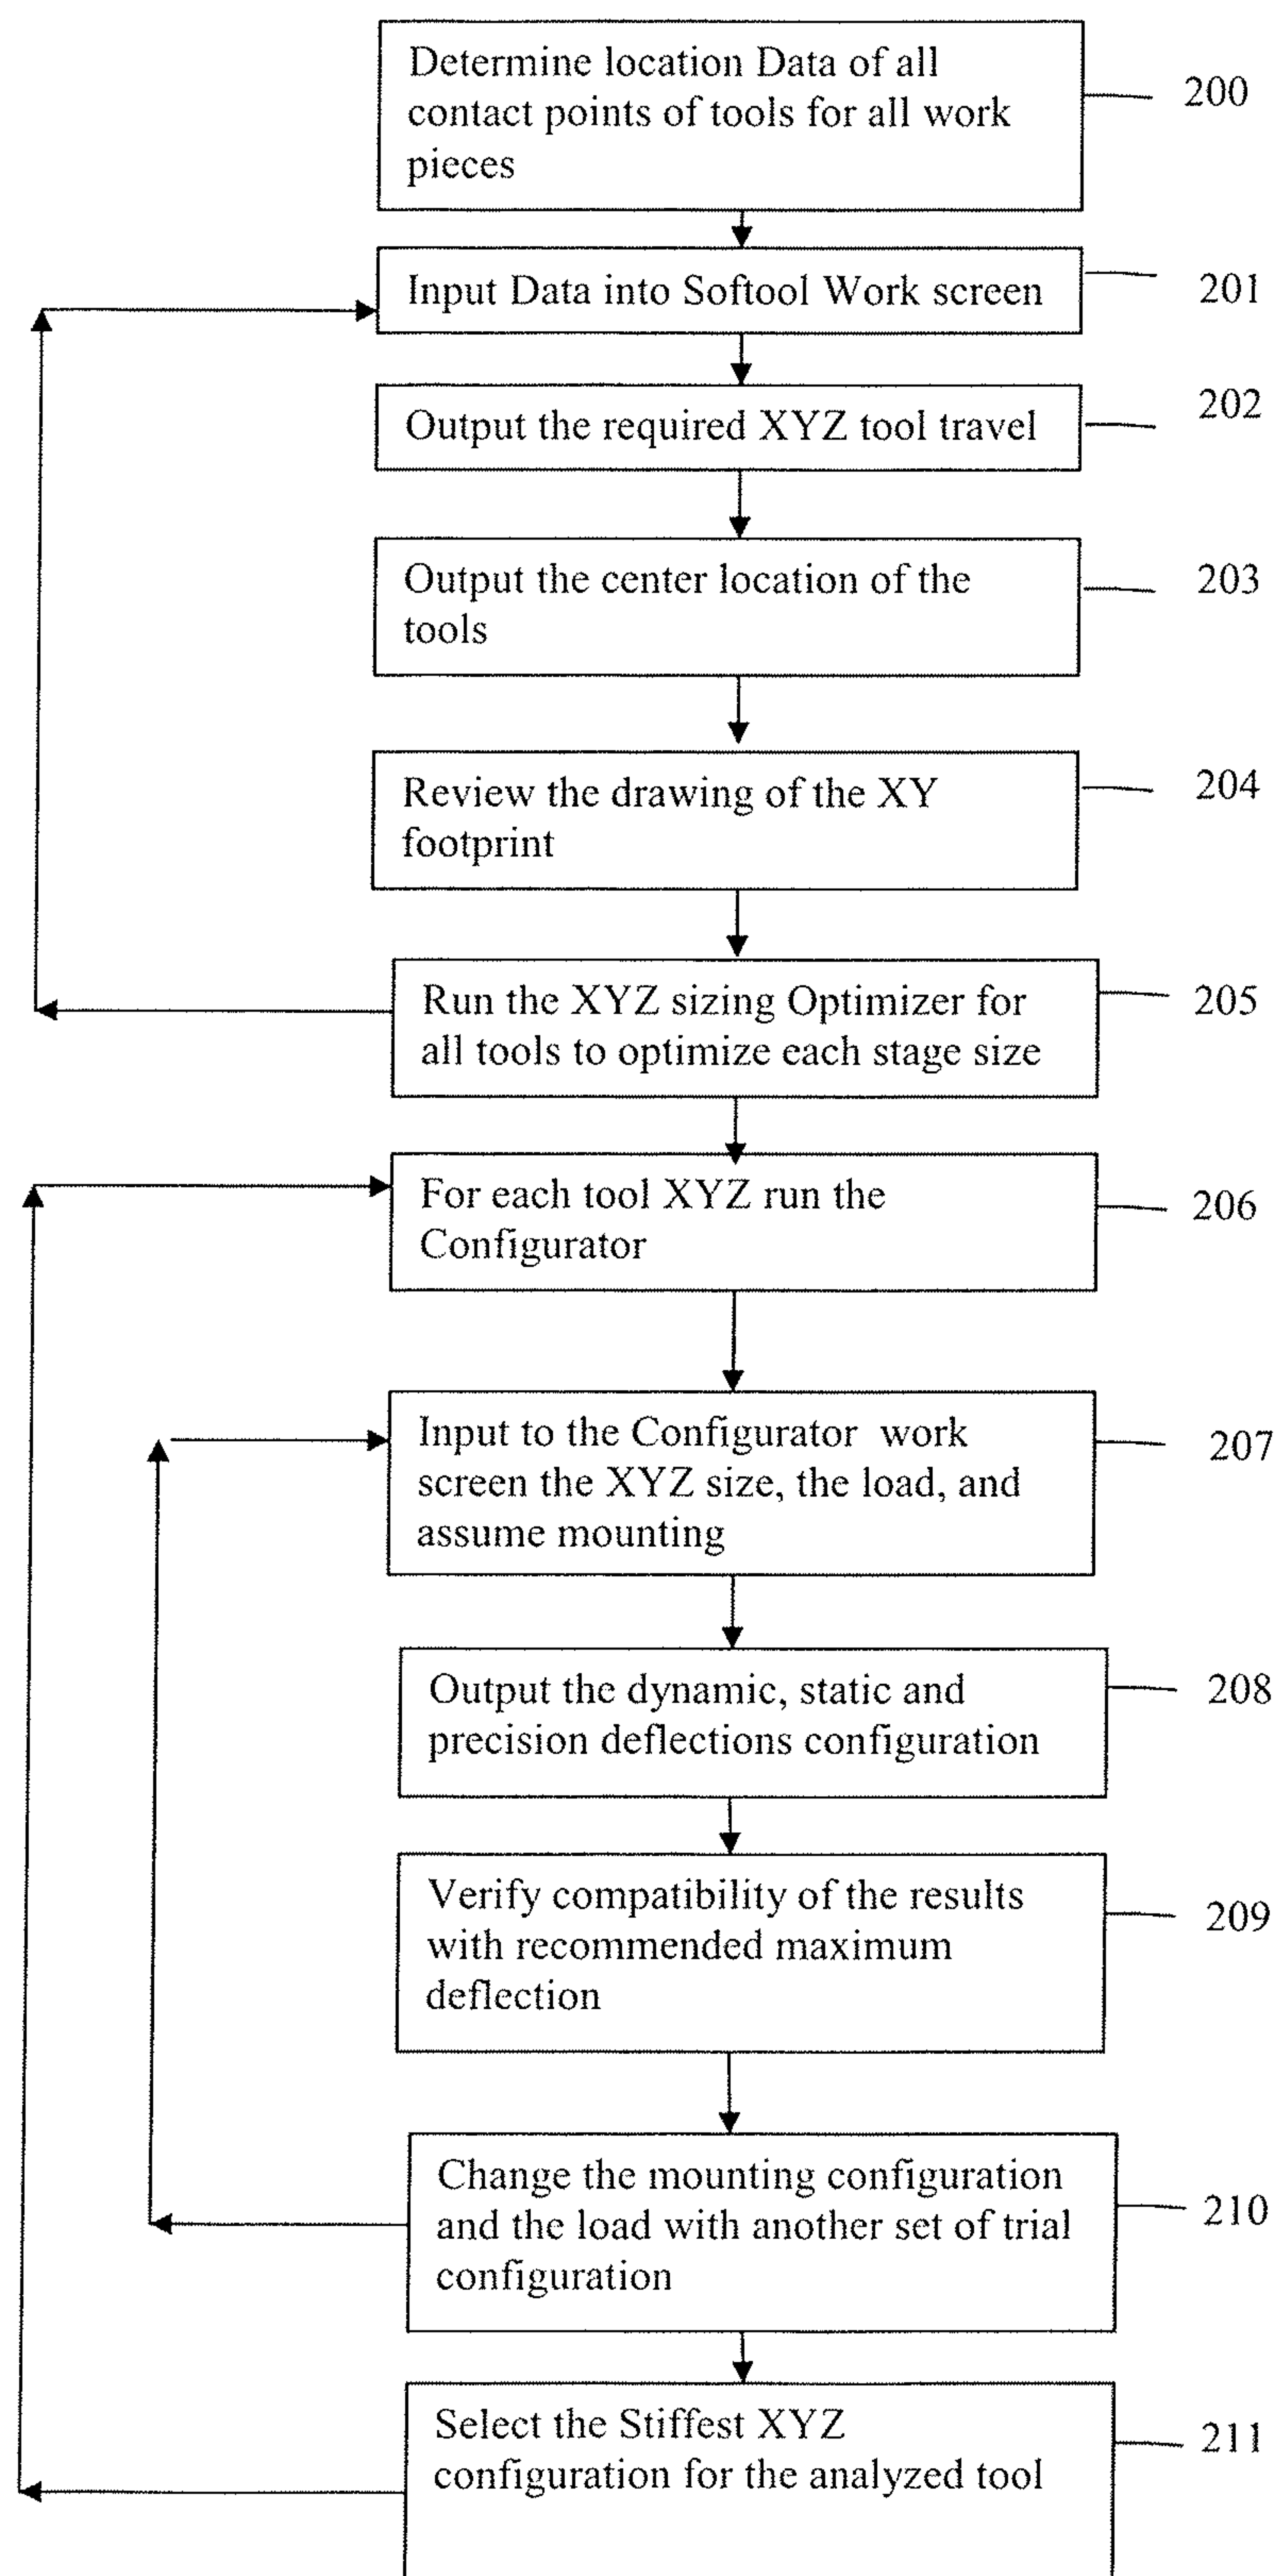 Determine location Data of all
contact points of tools for all work
pieces
200
Input Data into Softool Work screen
201
Output the required XYZ tool travel
202
Output the center location of the
tools
203
Review the drawing of the XY
footprint
204
Run the XYZ sizing Optimizer for
all tools to optimize each stage size
205
For each tool XYZ run the
Configurator
206
Input to the Configurator work
screen the XYZ size, the load, and
assume mounting
207
Output the dynamic, static and
precision deflections configuration
208
Verify compatibility of the results
with recommended maximum
deflection
209
Change the mounting configuration
and the load with another set of trial
configuration
210
Select the Stiffest XYZ
configuration for the analyzed tool
211